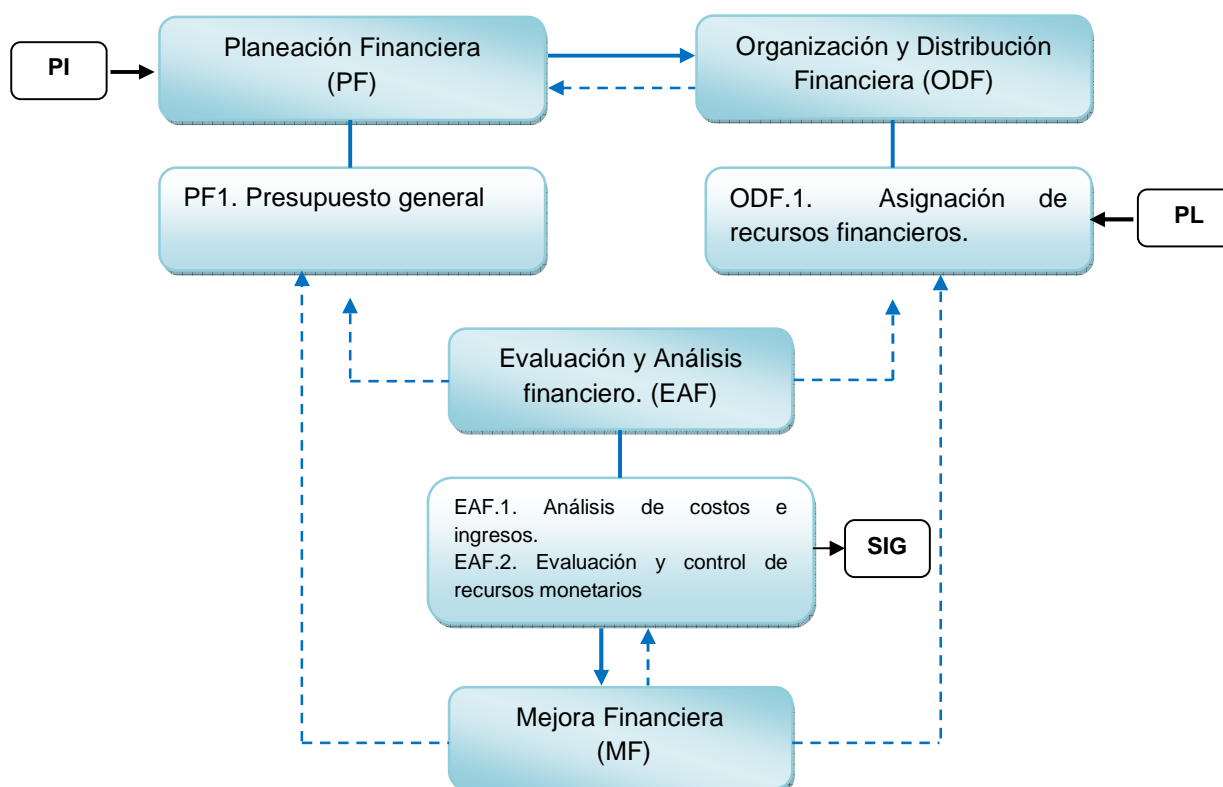 PI
Planeación Financiera
(PF)
Organización y Distribución
Financiera (ODF)
PF1. Presupuesto general
ODF.1. Asignación de
recursos financieros.
PL
Evaluación y Análisis
financiero. (EAF)
EAF.1. Análisis de costos e
ingresos.
EAF.2. Evaluación y control de
recursos monetarios
SIG
Mejora Financiera
(MF)